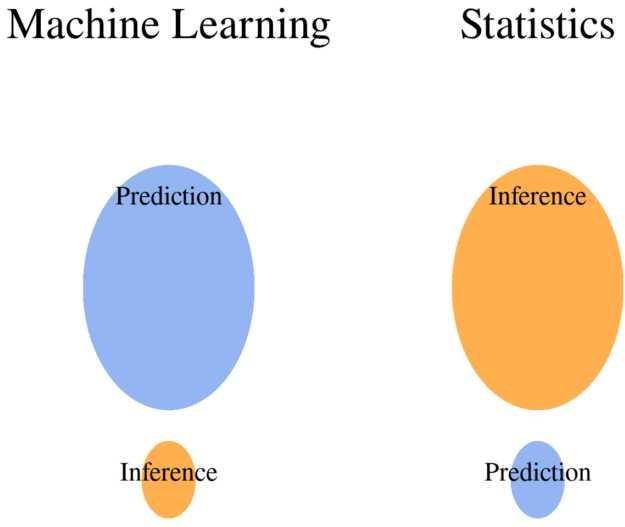 Machine Learning
Statistics
Prediction
Inference
Inference
Prediction